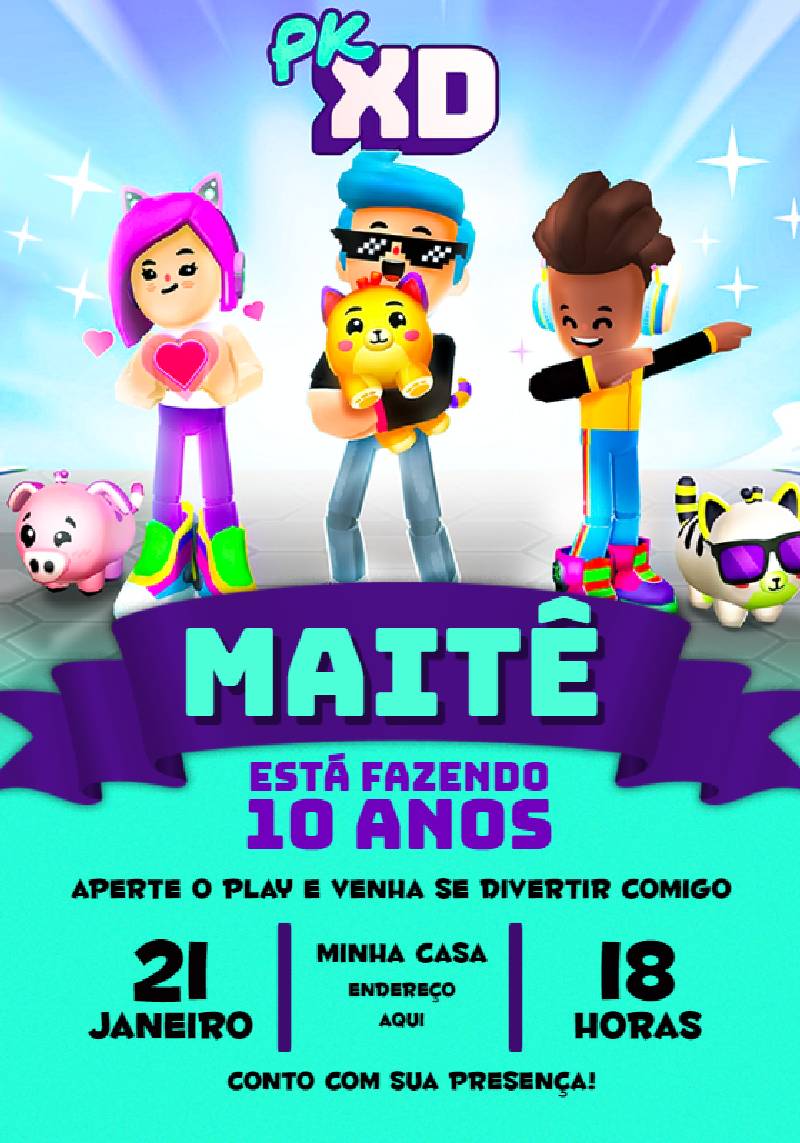 PK
XD
MAITÊ
ESTÁ FAZENDO
10 ANOS
APERTE O PLAY E VENHA SE DIVERTIR COMIGO
21
JANEIRO
MINHA CASA
ENDEREÇO
AQUI
18
HORAS
CONTO COM SUA PRESENÇA!